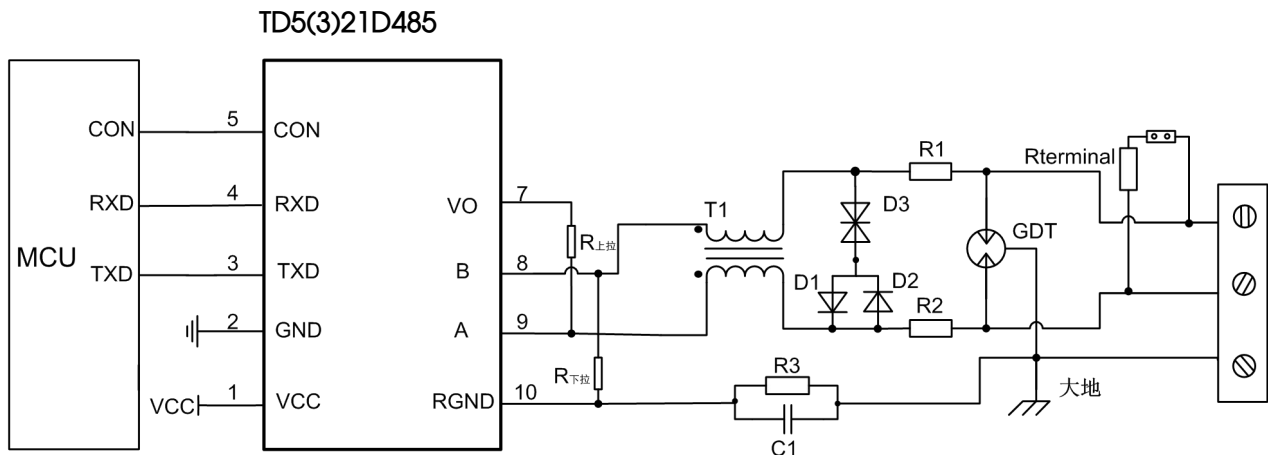 TD5(3)21D485
MCU
CON
RXD
TXD
5
4
3
2
1
VCC
CON
RXD
TXD
GND
VCC
VO
B
A
RGND
7
8
9
10
R上拉
R下拉
T1
D3
D1
D2
R1
R2
R3
C1
GDT
Rterminal
大地